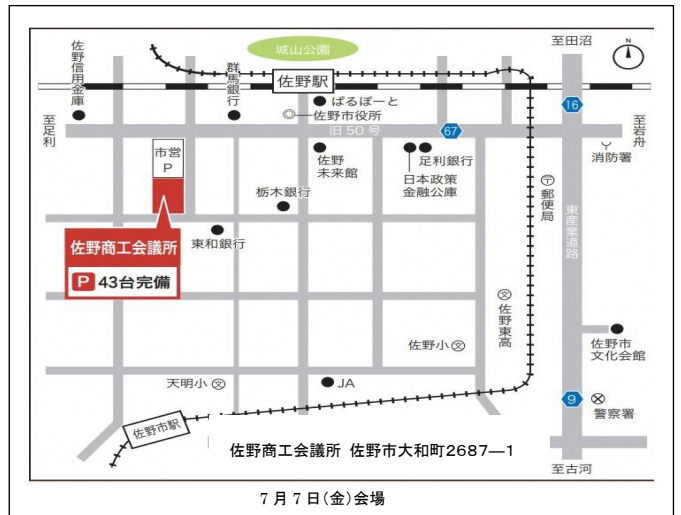 城山公園
至田沼
N
佐野信用金庫
群馬銀行
佐野駅
ぱるぽーと
佐野市役所
16
至足利
旧50号
67
至岩舟
消防署
市営
P
佐野
未来館
足利銀行
日本政策
金融公庫
〒
郵便局
東産業道路
栃木銀行
佐野商工会議所
P 43台完備
東和銀行
文
佐野東高
佐野小 文
佐野市
文化会館
天明小 文
JA
9
警察署
佐野市駅
佐野商工会議所 佐野市大和町2687―1
至古河
7月7日(金)会場